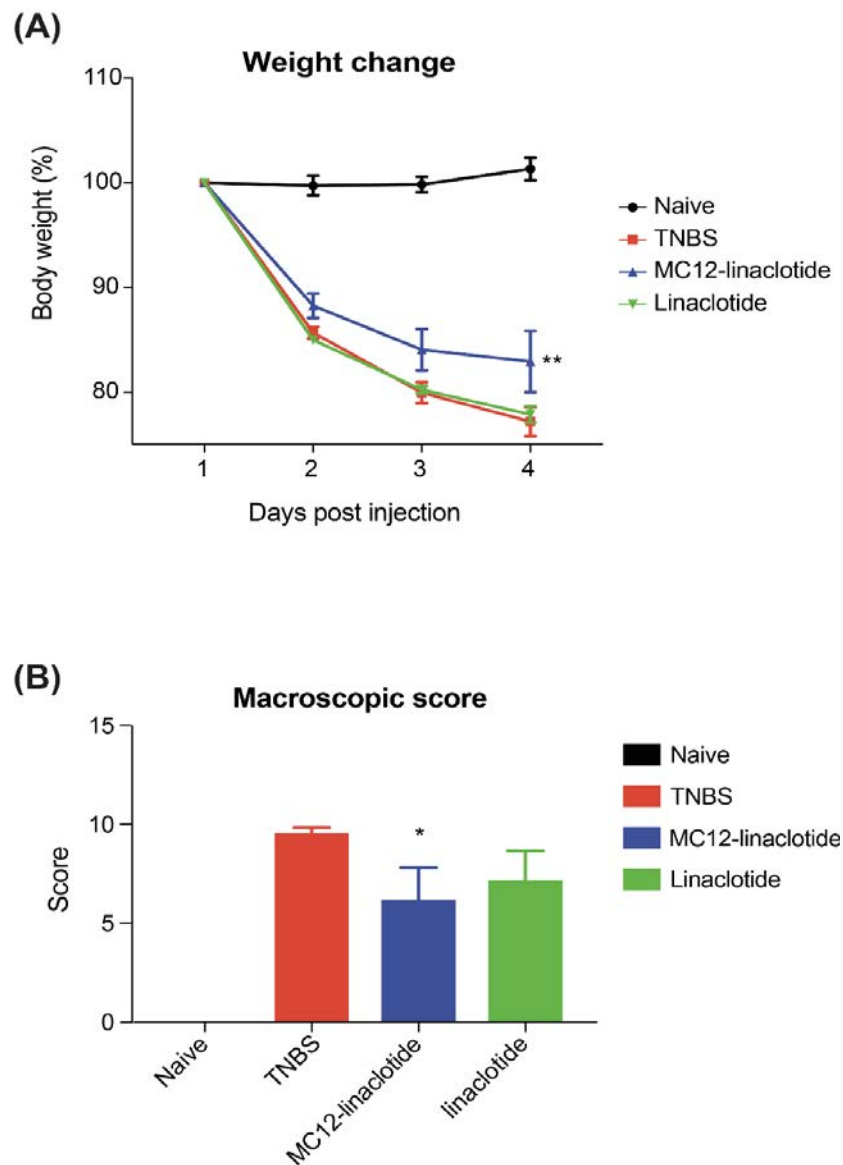 (A)
Weight change
110
100
90
80
Body weight (%)
1 2 3 4
Days post injection
Naive
TNBS
MC12-linaclotide
Linaclotide
**
(B)
Macroscopic score
15
10
5
0
Score
*
Naive
TNBS
MC12-linaclotide
linaclotide
Naive
TNBS
MC12-linaclotide
Linaclotide